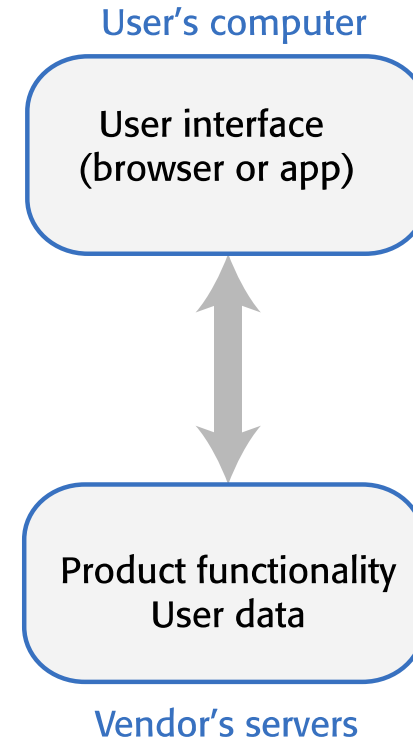 User’s computer
User interface
(browser or app)
Product functionality
User data
Vendor’s servers